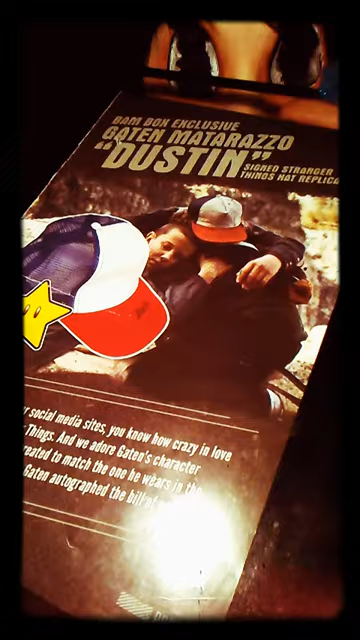 BAM BOX EXCLUSIVE
GATEN MATARAZZO
"DUSTIN"
SIGNED STRANGER
THINGS HAT REPLICA
social media sites, you know how crazy in love
Things. And we adore Gaten's character
to match the one he wears in the
Gaten autographed the bill of